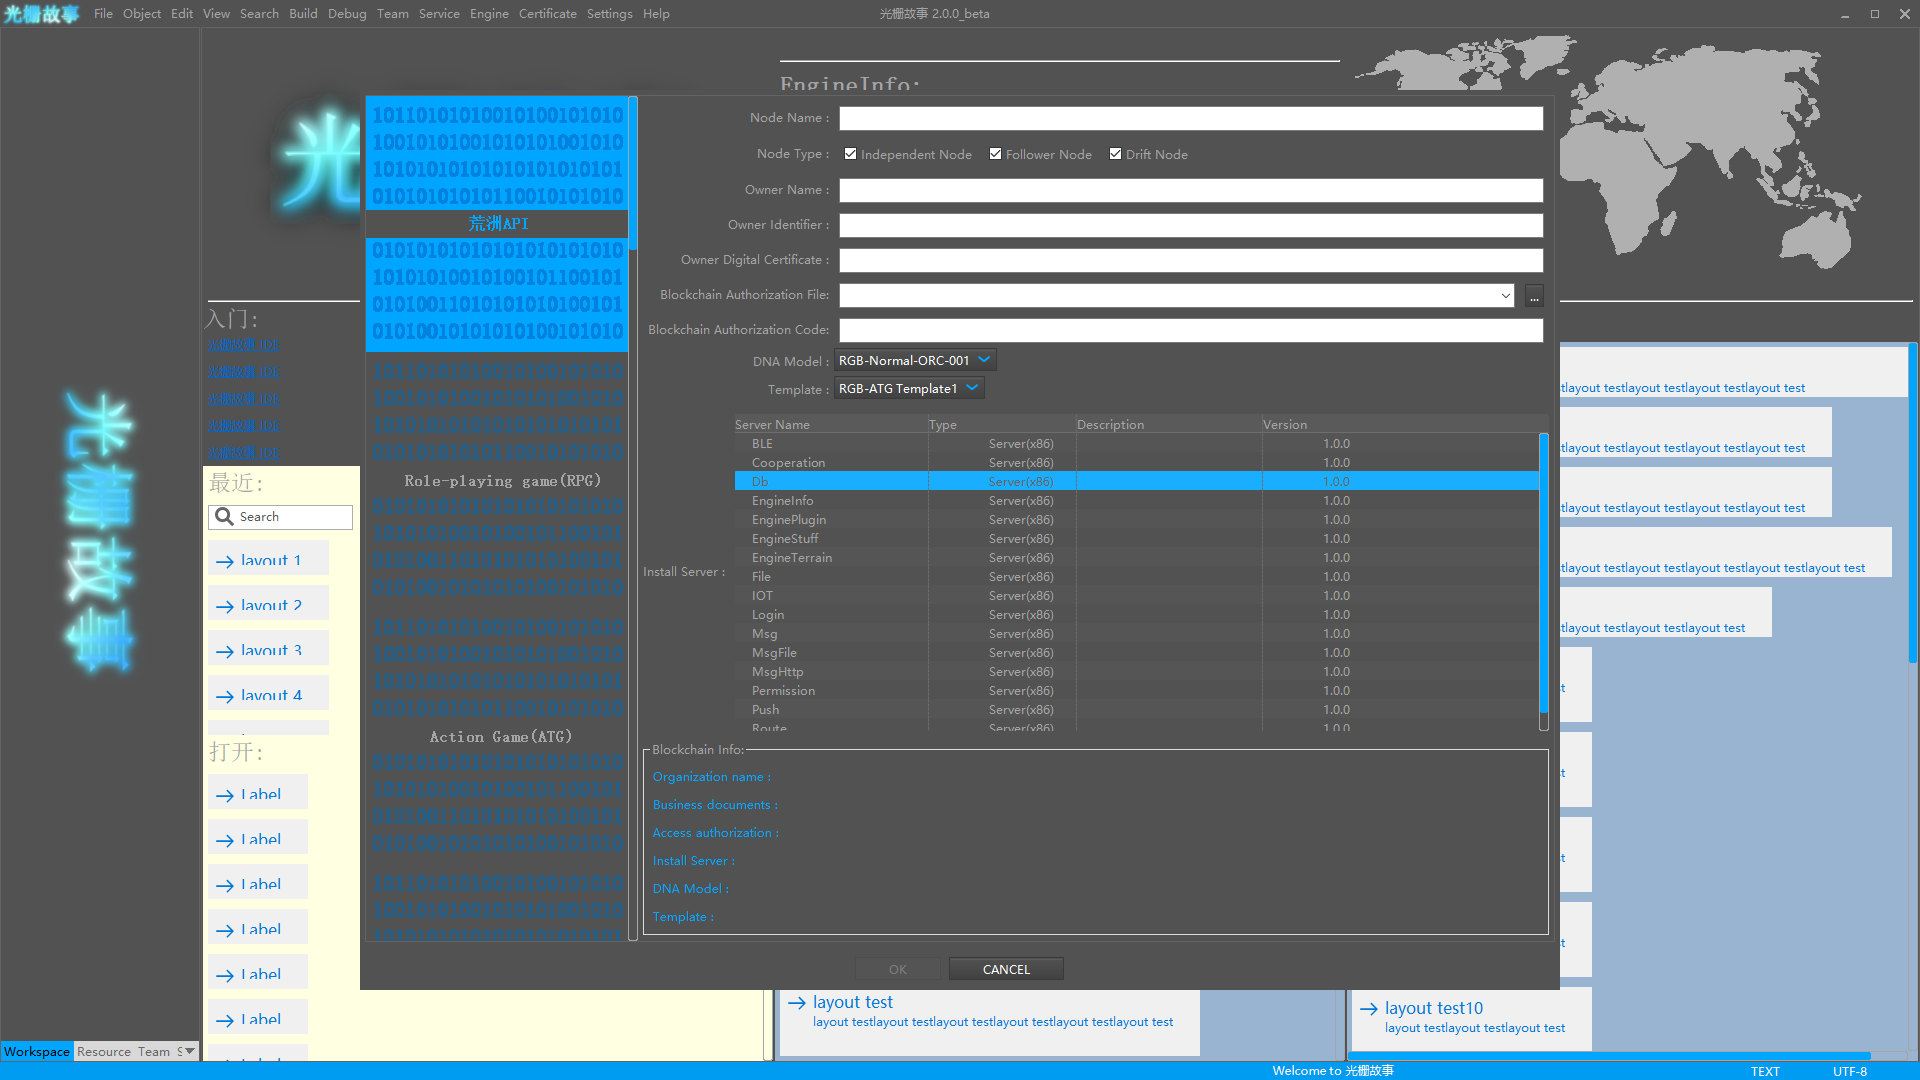 光栅故事 File Object Edit View Search Build Debug Team Service Engine Certificate Settings Help 光栅故事 2.0.0_beta
光栅故事
光
EngineInfo:
入门:
光栅故事 IDE
光栅故事 IDE
光栅故事 IDE
光栅故事 IDE
光栅故事 IDE
最近:
Search
layout 1
layout 2
layout 3
layout 4
打开:
Label
Label
Label
Label
Label
Label
1011010101001010010 0101010
荒洲API
Role-playing game(RPG)
Action Game(ATG)
Node Name :
Node Type : Independent Node Follower Node Drift Node
Owner Name :
Owner Identifier :
Owner Digital Certificate :
Blockchain Authorization File: ...
Blockchain Authorization Code:
DNA Model : RGB-Normal-ORC-001
Template : RGB-ATG Template1
Install Server :
Server Name Type Description Version
BLE Server(x86) 1.0.0
Cooperation Server(x86) 1.0.0
Db Server(x86) 1.0.0
EngineInfo Server(x86) 1.0.0
EnginePlugin Server(x86) 1.0.0
EngineStuff Server(x86) 1.0.0
EngineTerrain Server(x86) 1.0.0
File Server(x86) 1.0.0
IOT Server(x86) 1.0.0
Login Server(x86) 1.0.0
Msg Server(x86) 1.0.0
MsgFile Server(x86) 1.0.0
MsgHttp Server(x86) 1.0.0
Permission Server(x86) 1.0.0
Push Server(x86) 1.0.0
Route Server(x86) 1.0.0
Blockchain Info:
Organization name :
Business documents :
Access authorization :
Install Server :
DNA Model :
Template :
OK CANCEL
tlayout testlayout testlayout testlayout test
tlayout testlayout testlayout testlayout test
tlayout testlayout testlayout testlayout test
tlayout testlayout testlayout testlayout testlayout test
tlayout testlayout testlayout test
layout test
layout testlayout testlayout testlayout testlayout testlayout test
layout test10
layout testlayout testlayout test
Workspace Resource Team S
Welcome to 光栅故事 TEXT UTF-8